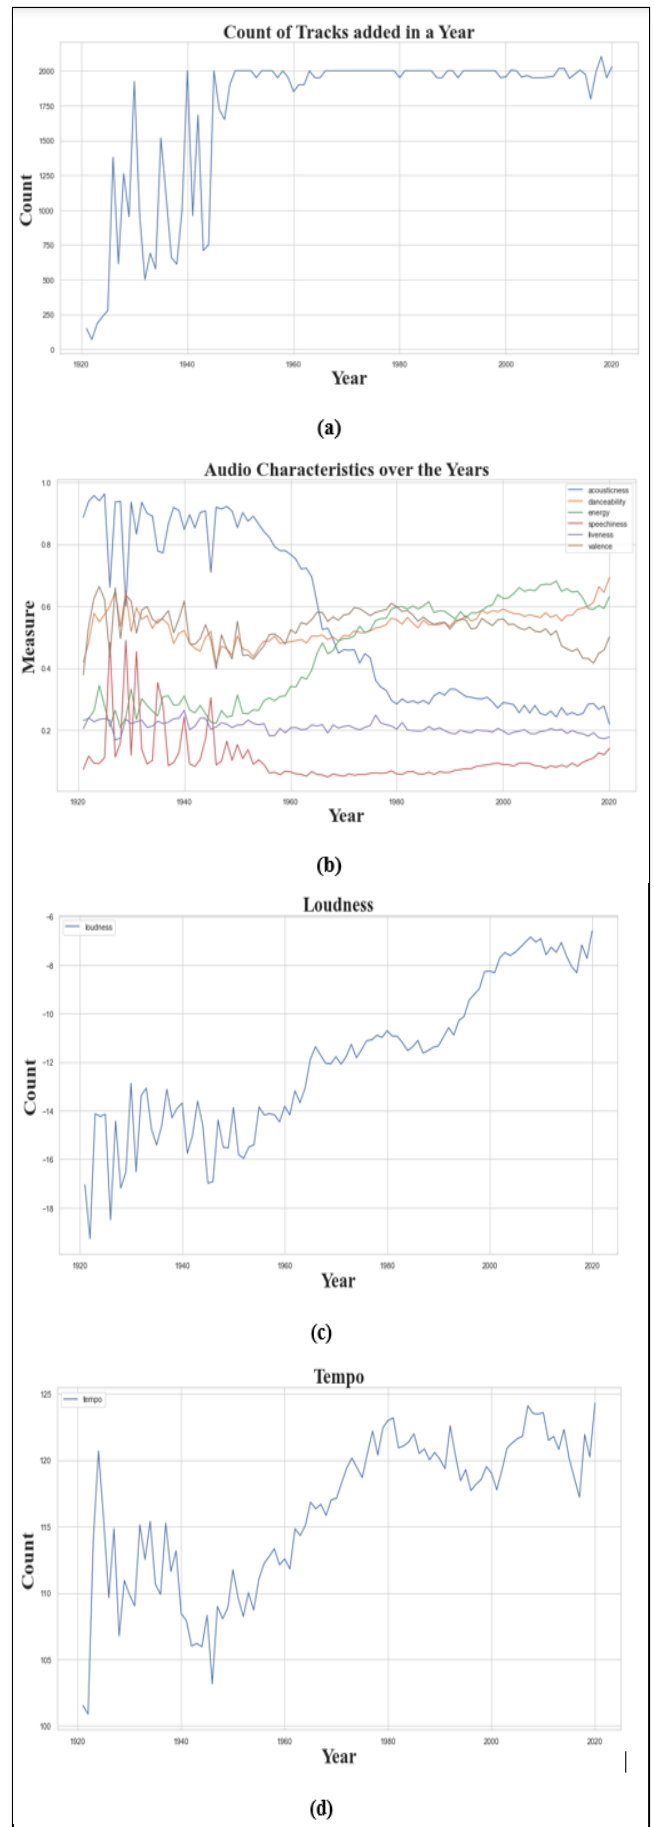 Count of Tracks added in a Year
2000
1750
1500
1250
1000
750
500
250
0
Count
1920 1940 1960 1980 2000 2020
Year
(a)
Audio Characteristics over the Years
1.0
0.8
0.6
0.4
0.2
Measure
acousticness
danceability
energy
speechiness
liveness
valence
1920 1940 1960 1980 2000 2020
Year
(b)
Loudness
loudness
-6
-8
-10
-12
-14
-16
-18
Count
1920 1940 1960 1980 2000 2020
Year
(c)
Tempo
tempo
125
120
115
110
105
100
Count
1920 1940 1960 1980 2000 2020
Year
(d)